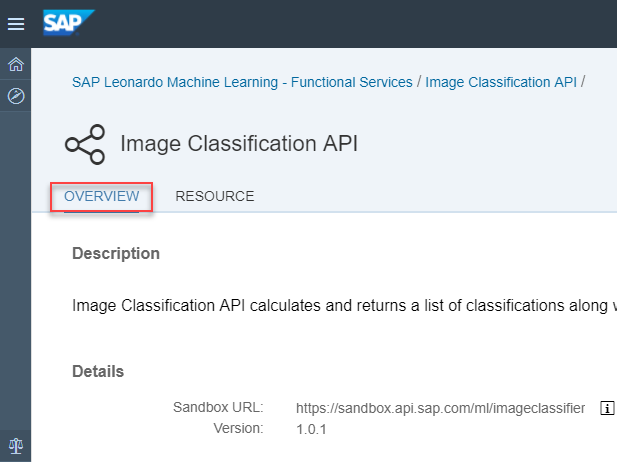 SAP
SAP Leonardo Machine Learning - Functional Services / Image Classification API /
Image Classification API
OVERVIEW RESOURCE
Description
Image Classification API calculates and returns a list of classifications along
Details
Sandbox URL: https://sandbox.api.sap.com/ml/imageclassifier
Version: 1.0.1